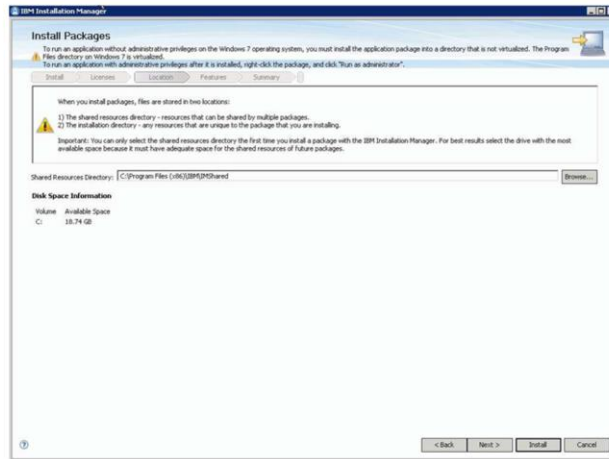 IBM Installation Manager
Install Packages
To run an application without administrative privileges on the Windows 7 operating system, you must install the application package into a directory that is not virtualized. The Program
Files directory on Windows 7 is virtualized.
To run an application with administrative privileges after it is installed, right-click the package, and click "Run as administrator".
Install
Licenses
Location
Features
Summary
When you install packages, files are stored in two locations:
1) The shared resources directory - resources that can be shared by multiple packages.
2) The installation directory - any resources that are unique to the package that you are installing.
Important: You can only select the shared resources directory the first time you install a package with the IBM Installation Manager. For best results select the drive with the most
available space because it must have adequate space for the shared resources of future packages.
Shared Resources Directory: C:\Program Files (x86)\IBM\IMShared
Browse...
Disk Space Information
Volume Available Space
C: 18.74 GB
< Back Next > Install Cancel